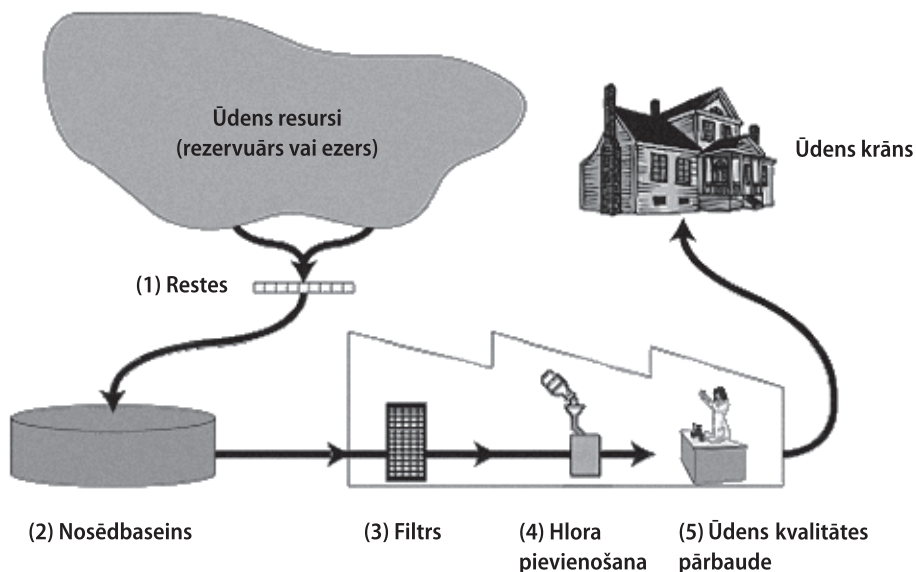 Ūdens resursi
(rezervuārs vai ezers)
Ūdens krāns
(1) Restes
(2) Nosēdbaseins
(3) Filtrs
(4) Hlora
pievienošana
(5) Ūdens kvalitātes
pārbaude